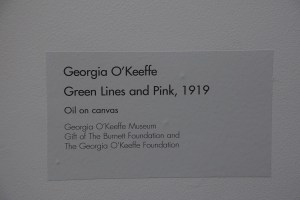 Georgia O'Keeffe
Green Lines and Pink, 1919
Oil on canvas
Georgia O'Keeffe Museum
Gift of The Burnett Foundation and
The Georgia O'Keeffe Foundation